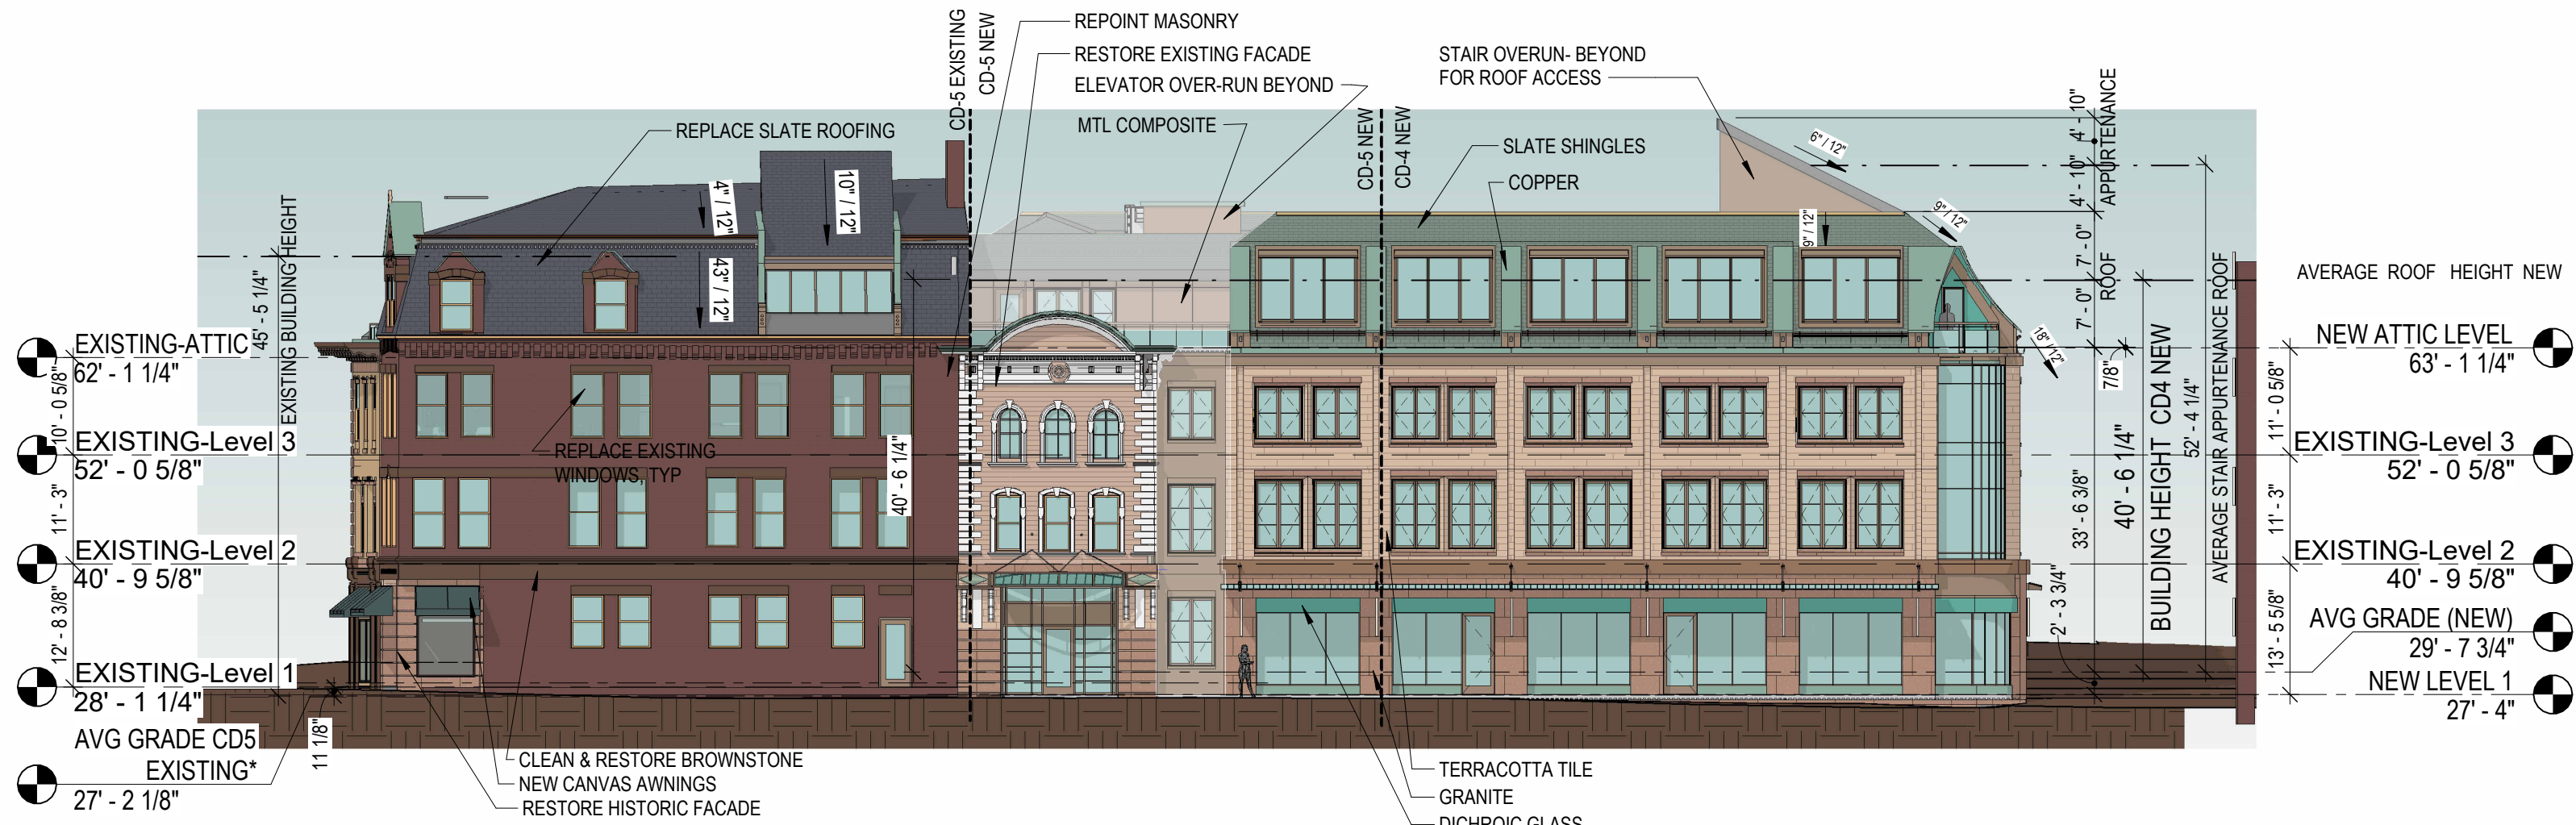 CD-5 EXISTING
CD-5 NEW
REPOINT MASONRY
RESTORE EXISTING FACADE
ELEVATOR OVER-RUN BEYOND
MTL COMPOSITE
STAIR OVERUN- BEYOND
FOR ROOF ACCESS
CD-5 NEW
CD-4 NEW
SLATE SHINGLES
COPPER
REPLACE SLATE ROOFING
4" / 12"
10" / 12"
43" / 12"
6" / 12"
9" / 12"
9" / 12"
18" / 12"
4' - 10"
4' - 10"
APPURTENANCE
7' - 0"
7' - 0"
ROOF
7/8"
45' - 5 1/4"
EXISTING BUILDING HEIGHT
EXISTING-ATTIC
62' - 1 1/4"
10' - 0 5/8"
EXISTING-Level 3
52' - 0 5/8"
11' - 3"
EXISTING-Level 2
40' - 9 5/8"
12' - 8 3/8"
EXISTING-Level 1
28' - 1 1/4"
11 1/8"
AVG GRADE CD5
EXISTING*
27' - 2 1/8"
REPLACE EXISTING
WINDOWS, TYP
40' - 6 1/4"
CLEAN & RESTORE BROWNSTONE
NEW CANVAS AWNINGS
RESTORE HISTORIC FACADE
TERRACOTTA TILE
GRANITE
DICHROIC GLASS
33' - 6 3/8"
2' - 3 3/4"
40' - 6 1/4"
BUILDING HEIGHT CD4 NEW
52' - 4 1/4"
AVERAGE STAIR APPURTENANCE ROOF
AVERAGE ROOF HEIGHT NEW
NEW ATTIC LEVEL
63' - 1 1/4"
11' - 0 5/8"
EXISTING-Level 3
52' - 0 5/8"
11' - 3"
EXISTING-Level 2
40' - 9 5/8"
13' - 5 5/8"
AVG GRADE (NEW)
29' - 7 3/4"
NEW LEVEL 1
27' - 4"